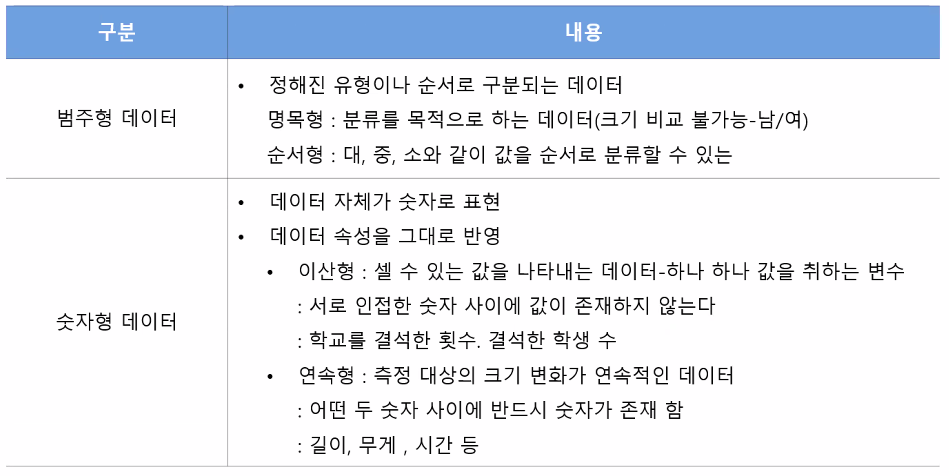 구분 내용
범주형 데이터
• 정해진 유형이나 순서로 구분되는 데이터
명목형 : 분류를 목적으로 하는 데이터(크기 비교 불가능-남/여)
순서형 : 대, 중, 소와 같이 값을 순서로 분류할 수 있는
숫자형 데이터
• 데이터 자체가 숫자로 표현
• 데이터 속성을 그대로 반영
• 이산형 : 셀 수 있는 값을 나타내는 데이터-하나 하나 값을 취하는 변수
: 서로 인접한 숫자 사이에 값이 존재하지 않는다
: 학교를 결석한 횟수. 결석한 학생 수
• 연속형 : 측정 대상의 크기 변화가 연속적인 데이터
: 어떤 두 숫자 사이에 반드시 숫자가 존재 함
: 길이, 무게 , 시간 등